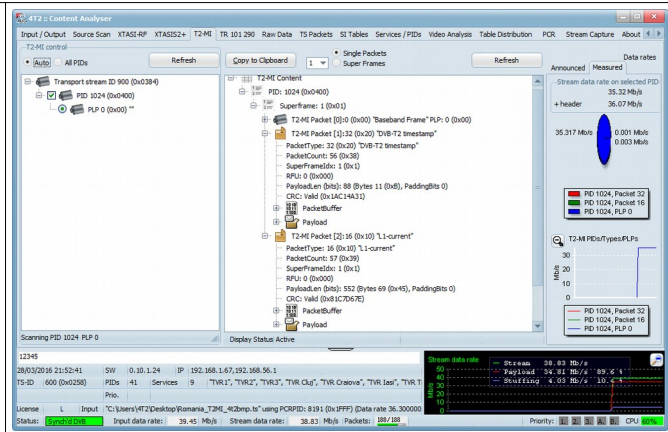 4T2 :: Content Analyser
Input / Output Source Scan XTASI-RF XTASIS2+ T2-MI TR 101 290 Raw Data TS Packets SI Tables Services / PIDs Video Analysis Table Distribution PCR Stream Capture About
T2-MI control
Auto All PIDs Refresh
Transport stream ID 900 (0x0384)
PID 1024 (0x0400)
PLP 0 (0x00) ""
Scanning PID 1024 PLP 0
Copy to Clipboard 1 Single Packets Super Frames Refresh
T2-MI Content
PID: 1024 (0x0400)
Superframe: 1 (0x01)
T2-MI Packet [0]:0 (0x00) "Baseband Frame" PLP: 0 (0x00)
T2-MI Packet [1]:32 (0x20) "DVB-T2 timestamp"
PacketType: 32 (0x20) "DVB-T2 timestamp"
PacketCount: 56 (0x38)
SuperFrameIdx: 1 (0x1)
RFU: 0 (0x000)
PayloadLen (bits): 88 (Bytes 11 (0xB), PaddingBits 0)
CRC: Valid (0x1AC14A31)
PacketBuffer
Payload
T2-MI Packet [2]:16 (0x10) "L1-current"
PacketType: 16 (0x10) "L1-current"
PacketCount: 57 (0x39)
SuperFrameIdx: 1 (0x1)
RFU: 0 (0x000)
PayloadLen (bits): 552 (Bytes 69 (0x45), PaddingBits 0)
CRC: Valid (0x81C7D67E)
PacketBuffer
Payload
Display Status Active
Data rates
Announced Measured
Stream data rate on selected PID
35.32 Mb/s
+ header 36.07 Mb/s
35.317 Mb/s 0.001 Mb/s
0.003 Mb/s
PID 1024, Packet 32
PID 1024, Packet 16
PID 1024, PLP 0
T2-MI PIDs/Types/PLPs
Mb/s
30
20
10
0
PID 1024, Packet 32
PID 1024, Packet 16
PID 1024, PLP 0
12345
28/03/2016 21:52:41 SW 0.10.1.24 IP 192.168.1.67,192.168.56.1
TS-ID 600 (0x0258) PIDs 41 Services 9 "TVR1", "TVR2", "TVR3", "TVR Cluj", "TVR Craiova", "TVR Iasi", "TVR T
Prio.
License L Input "C:\Users\4T2\Desktop\Romania_T2MI_4t2bmp.ts" using PCRPID: 8191 (0x1FFF) (Data rate 36.300000
Stream data rate
Mb/s
50
40
30
20
10
0
Stream 38.83 Mb/s
Payload 34.81 Mb/s 89.6 %
Stuffing 4.03 Mb/s 10.4 %
Status: Synch'd DVB Input data rate: 39.45 Mb/s Stream data rate: 38.83 Mb/s Packets: 188/188 Priority: 1. 2. 3. A. B. CPU 60%